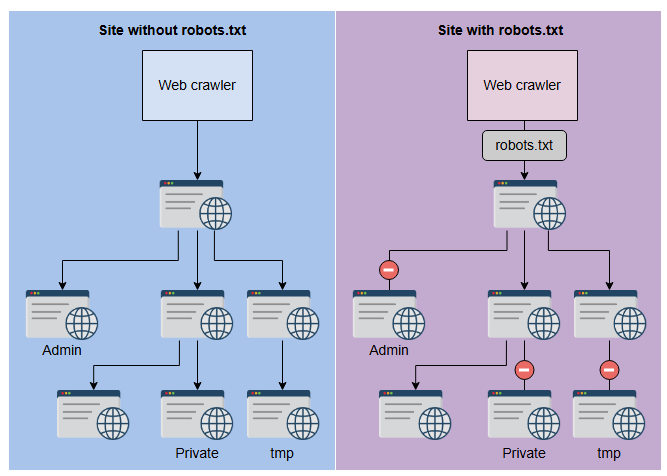 Site without robots.txt
Web crawler
Admin
Private
tmp
Site with robots.txt
Web crawler
robots.txt
Admin
Private
tmp